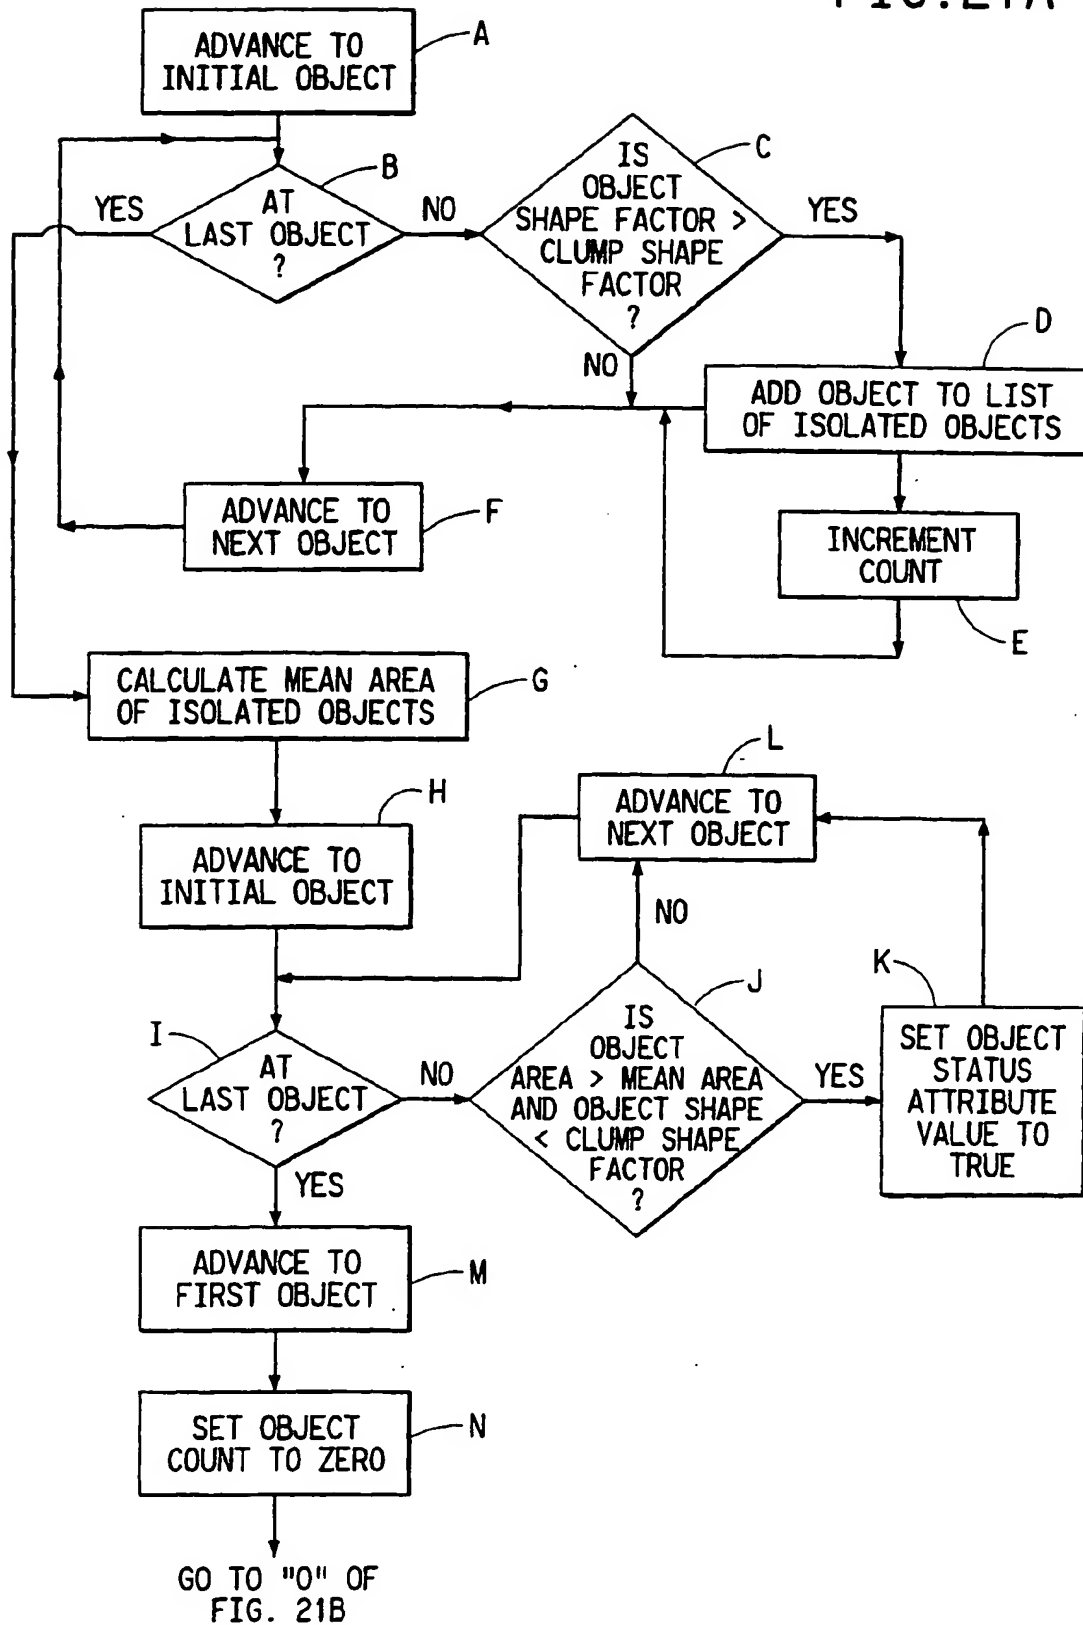 FIG. 21A
ADVANCE TO
INITIAL OBJECT
A
AT
LAST OBJECT
?
B
YES
NO
IS
OBJECT
SHAPE FACTOR >
CLUMP SHAPE
FACTOR
?
C
YES
NO
ADD OBJECT TO LIST
OF ISOLATED OBJECTS
D
INCREMENT
COUNT
E
ADVANCE TO
NEXT OBJECT
F
CALCULATE MEAN AREA
OF ISOLATED OBJECTS
G
ADVANCE TO
INITIAL OBJECT
H
AT
LAST OBJECT
?
I
NO
YES
IS
OBJECT
AREA > MEAN AREA
AND OBJECT SHAPE
< CLUMP SHAPE
FACTOR
?
J
NO
YES
SET OBJECT
STATUS
ATTRIBUTE
VALUE TO
TRUE
K
ADVANCE TO
NEXT OBJECT
L
ADVANCE TO
FIRST OBJECT
M
SET OBJECT
COUNT TO ZERO
N
GO TO "O" OF
FIG. 21B